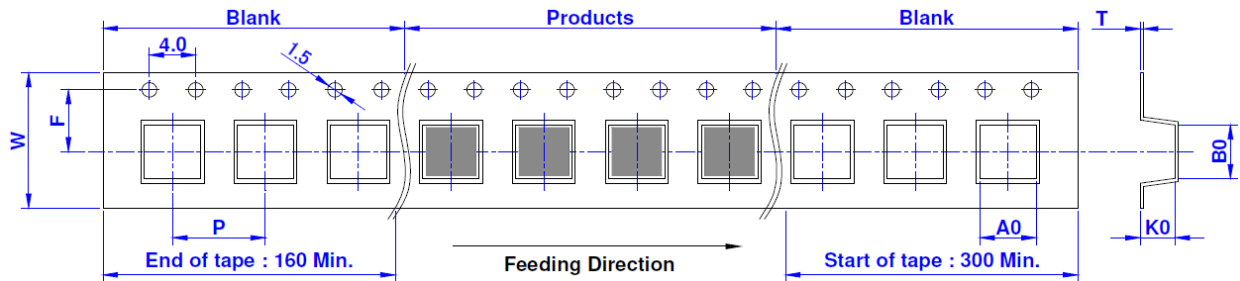 Blank
Products
Blank
T
4.0
1.5
F
W
B0
P
A0
K0
End of tape : 160 Min.
Feeding Direction
Start of tape : 300 Min.